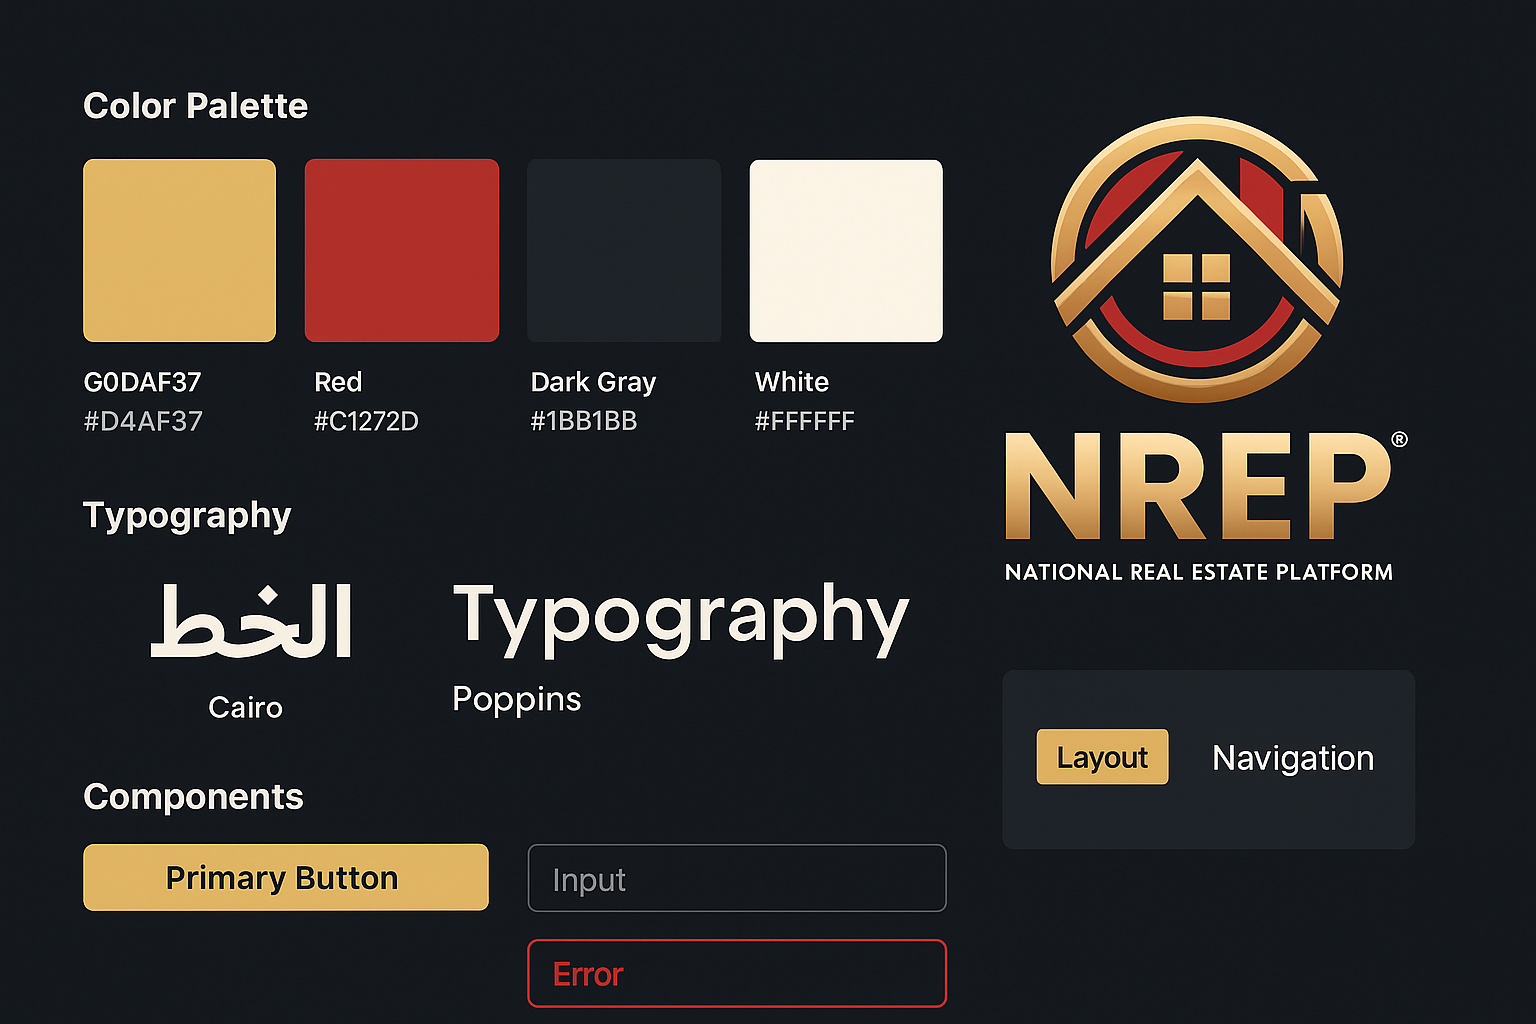 Color Palette
G0DAF37
#D4AF37
Red
#C1272D
Dark Gray
#1BB1BB
White
#FFFFFF
NREP®
NATIONAL REAL ESTATE PLATFORM
Typography
الخط
Cairo
Typography
Poppins
Layout
Navigation
Components
Primary Button
Input
Error